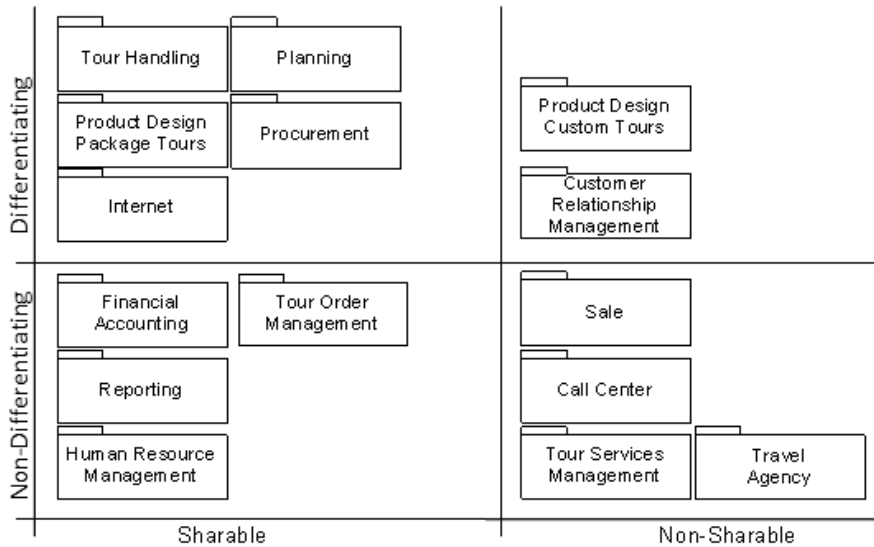 Differentiating
Tour Handling
Planning
Product Design
Package Tours
Procurement
Internet
Product Design
Custom Tours
Customer
Relationship
Management
Non-Differentiating
Financial
Accounting
Tour Order
Management
Reporting
Human Resource
Management
Sale
Call Center
Tour Services
Management
Travel
Agency
Sharable
Non-Sharable